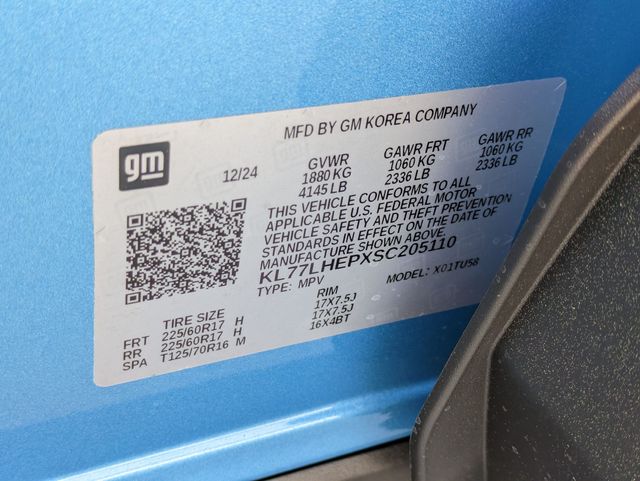 MFD BY GM KOREA COMPANY
gm
12/24
GVWR
1880 KG
4145 LB
GAWR FRT
1060 KG
2336 LB
GAWR RR
1060 KG
2336 LB
THIS VEHICLE CONFORMS TO ALL
APPLICABLE U.S. FEDERAL MOTOR
VEHICLE SAFETY AND THEFT PREVENTION
STANDARDS IN EFFECT ON THE DATE OF
MANUFACTURE SHOWN ABOVE.
KL77LHEPXSC205110
TYPE: MPV MODEL: X01TU58
TIRE SIZE RIM
FRT 225/60R17 H 17X7.5J
RR 225/60R17 H 17X7.5J
SPA T125/70R16 M 16X4BT